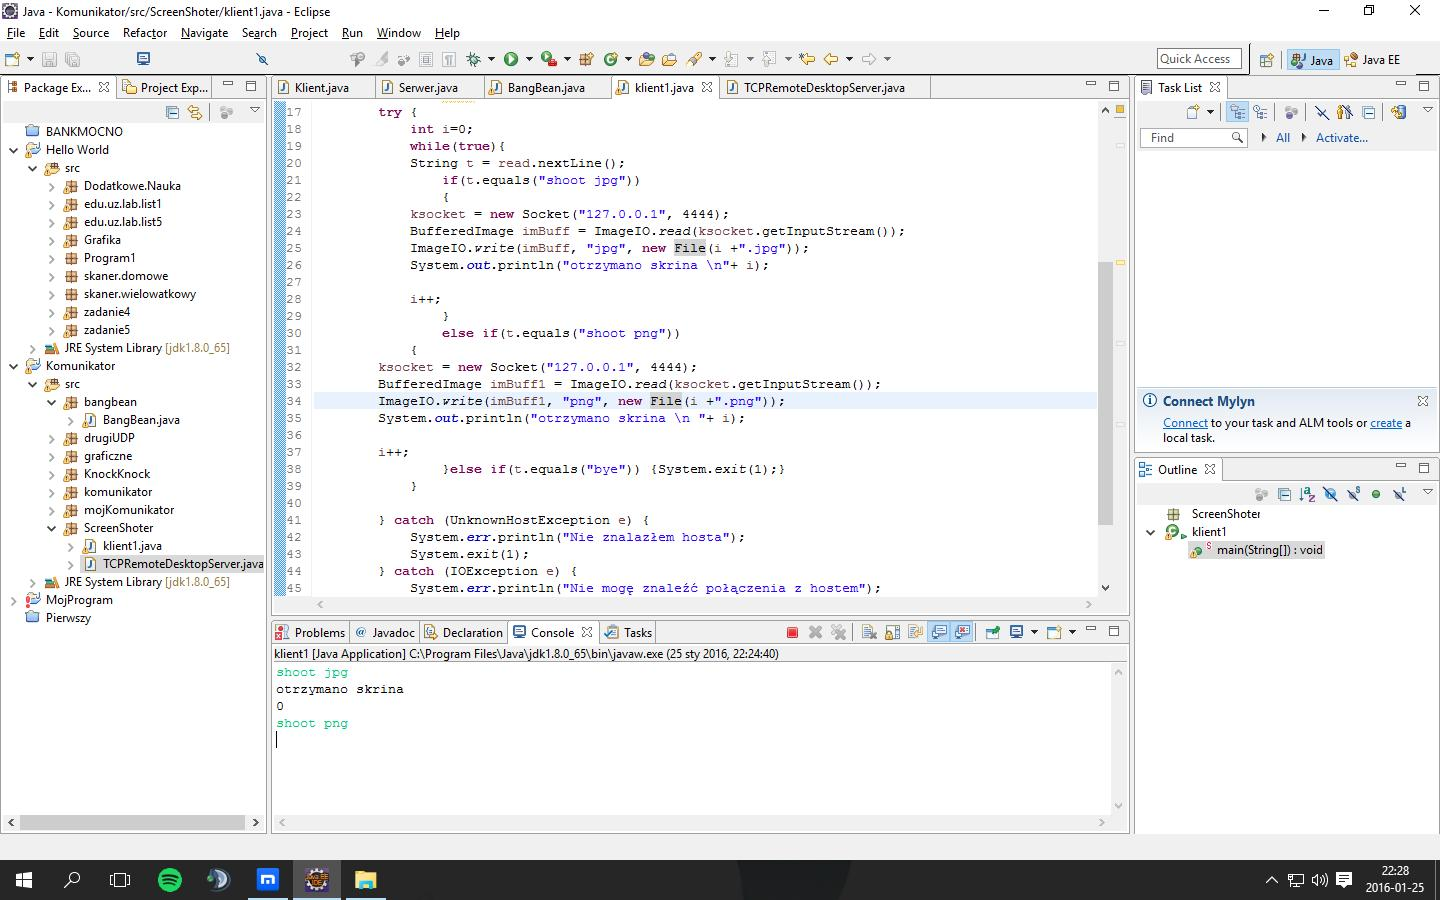 Java - Komunikator/src/ScreenShoter/klient1.java - Eclipse
File Edit Source Refactor Navigate Search Project Run Window Help
Quick Access Java Java EE
Package Ex... Project Exp...
BANKMOCNO
Hello World
src
Dodatkowe.Nauka
edu.uz.lab.list1
edu.uz.lab.list5
Grafika
Program1
skaner.domowe
skaner.wielowatkowy
zadanie4
zadanie5
JRE System Library [jdk1.8.0_65]
Komunikator
src
bangbean
BangBean.java
drugiUDP
graficzne
KnockKnock
komunikator
mojKomunikator
ScreenShoter
klient1.java
TCPRemoteDesktopServer.java
JRE System Library [jdk1.8.0_65]
MojProgram
Pierwszy
Klient.java Serwer.java BangBean.java klient1.java TCPRemoteDesktopServer.java
17 try {
18 int i=0;
19 while(true){
20 String t = read.nextLine();
21 if(t.equals("shoot jpg"))
22 {
23 ksocket = new Socket("127.0.0.1", 4444);
24 BufferedImage imBuff = ImageIO.read(ksocket.getInputStream());
25 ImageIO.write(imBuff, "jpg", new File(i +".jpg"));
26 System.out.println("otrzymano skrina \n"+ i);
27
28 i++;
29 }
30 else if(t.equals("shoot png"))
31 {
32 ksocket = new Socket("127.0.0.1", 4444);
33 BufferedImage imBuff1 = ImageIO.read(ksocket.getInputStream());
34 ImageIO.write(imBuff1, "png", new File(i +".png"));
35 System.out.println("otrzymano skrina \n "+ i);
36
37 i++;
38 }else if(t.equals("bye")) {System.exit(1);}
39 }
40
41 } catch (UnknownHostException e) {
42 System.err.println("Nie znalazłem hosta");
43 System.exit(1);
44 } catch (IOException e) {
45 System.err.println("Nie mogę znaleźć połączenia z hostem");
Problems Javadoc Declaration Console Tasks
klient1 [Java Application] C:\Program Files\Java\jdk1.8.0_65\bin\javaw.exe (25 sty 2016, 22:24:40)
shoot jpg
otrzymano skrina
0
shoot png
Task List
Find All Activate...
Connect Mylyn
Connect to your task and ALM tools or create a
local task.
Outline
ScreenShoter
klient1
main(String[]) : void
22:28
2016-01-25